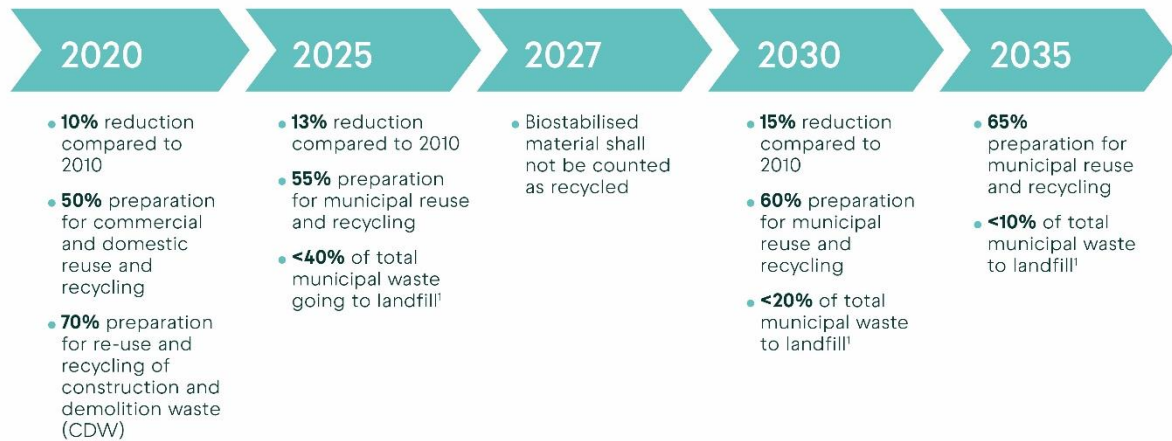 2020
2025
2027
2030
2035
10% reduction
compared to
2010
50% preparation
for commercial
and domestic
reuse and
recycling
70% preparation
for re-use and
recycling of
construction and
demolition waste
(CDW)
13% reduction
compared to 2010
55% preparation
for municipal reuse
and recycling
<40% of total
municipal waste
going to landfill¹
Biostabilised
material shall
not be counted
as recycled
15% reduction
compared to
2010
60% preparation
for municipal
reuse and
recycling
<20% of total
municipal waste
to landfill¹
65%
preparation for
municipal reuse
and recycling
<10% of total
municipal waste
to landfill¹